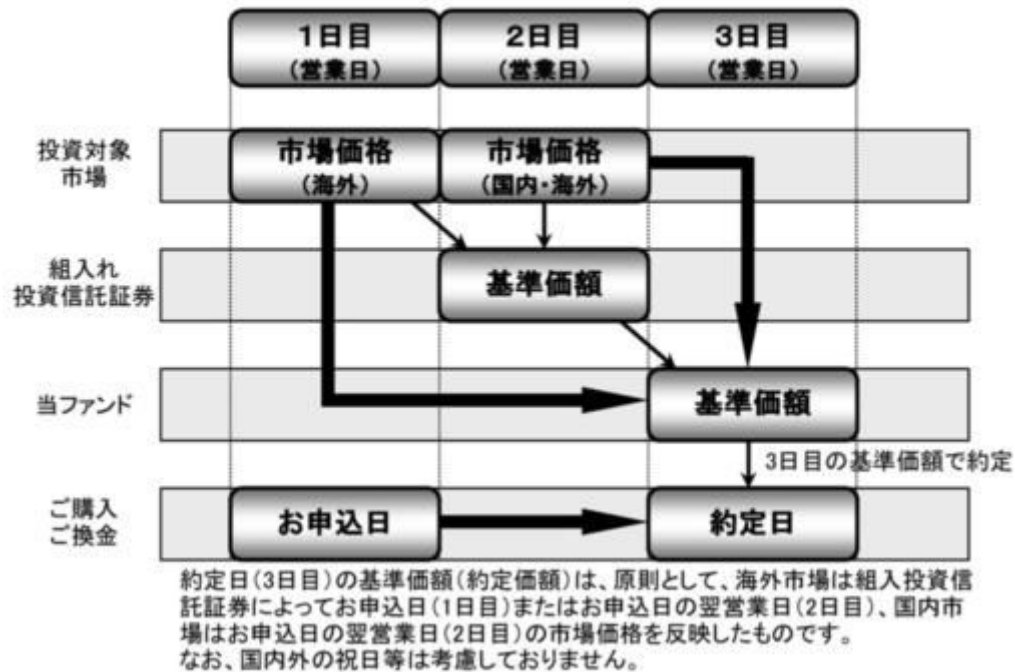 1日目
(営業日)
2日目
(営業日)
3日目
(営業日)
投資対象
市場
市場価格
(海外)
市場価格
(国内・海外)
組入れ
投資信託証券
基準価額
当ファンド
基準価額
3日目の基準価額で約定
ご購入
ご換金
お申込日
約定日
約定日(3日目)の基準価額(約定価額)は、原則として、海外市場は組入投資信
託証券によってお申込日(1日目)またはお申込日の翌営業日(2日目)、国内市
場はお申込日の翌営業日(2日目)の市場価格を反映したものです。
なお、国内外の祝日等は考慮しておりません。